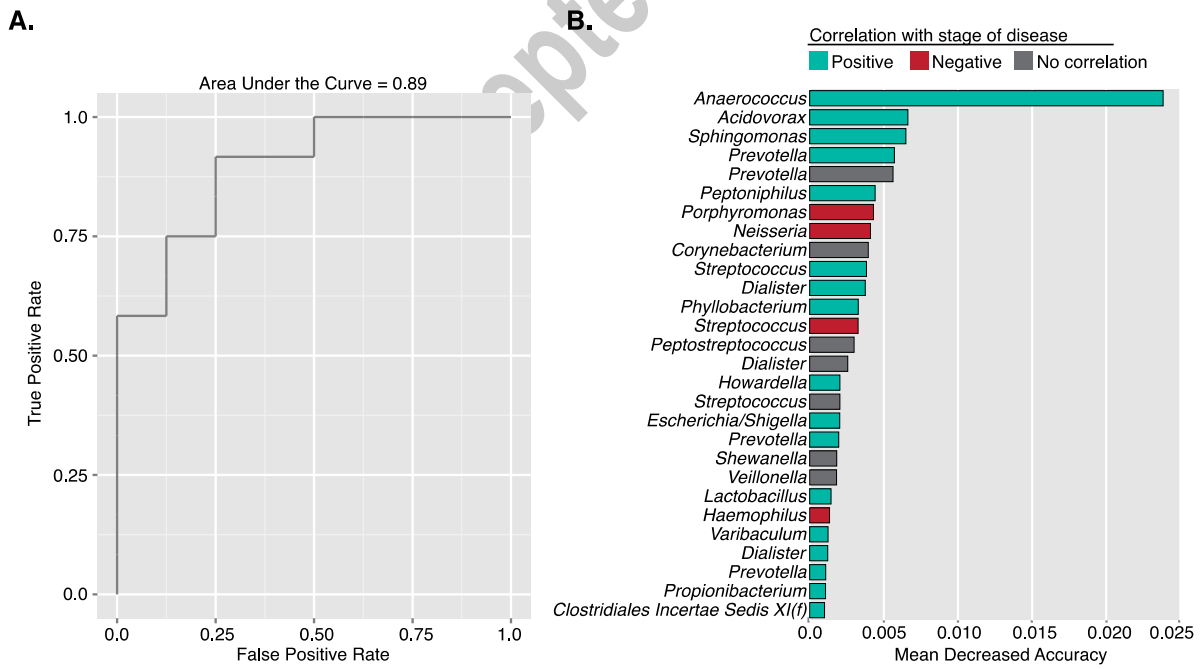 A.
Area Under the Curve = 0.89
True Positive Rate
1.0
0.75
0.50
0.25
0.0
0.0 0.25 0.50 0.75 1.0
False Positive Rate
B.
Correlation with stage of disease
Positive Negative No correlation
Anaerococcus
Acidovorax
Sphingomonas
Prevotella
Prevotella
Peptoniphilus
Porphyromonas
Neisseria
Corynebacterium
Streptococcus
Dialister
Phyllobacterium
Streptococcus
Peptostreptococcus
Dialister
Howardella
Streptococcus
Escherichia/Shigella
Prevotella
Shewanella
Veillonella
Lactobacillus
Haemophilus
Varibaculum
Dialister
Prevotella
Propionibacterium
Clostridiales Incertae Sedis XI(f)
0.0 0.005 0.010 0.015 0.020 0.025
Mean Decreased Accuracy